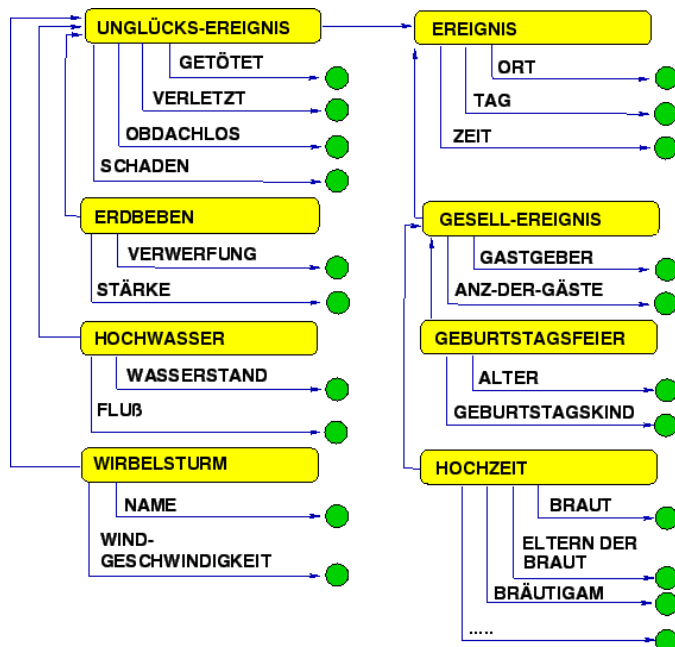 UNGLÜCKS-EREIGNIS
GETÖTET
VERLETZT
OBDACHLOS
SCHADEN
ERDBEBEN
VERWERFUNG
STÄRKE
HOCHWASSER
WASSERSTAND
FLUß
WIRBELSTURM
NAME
WIND-
GESCHWINDIGKEIT
EREIGNIS
ORT
TAG
ZEIT
GESELL-EREIGNIS
GASTGEBER
ANZ-DER-GÄSTE
GEBURTSTAGSFEIER
ALTER
GEBURTSTAGSKIND
HOCHZEIT
BRAUT
ELTERN DER
BRAUT
BRÄUTIGAM
.....